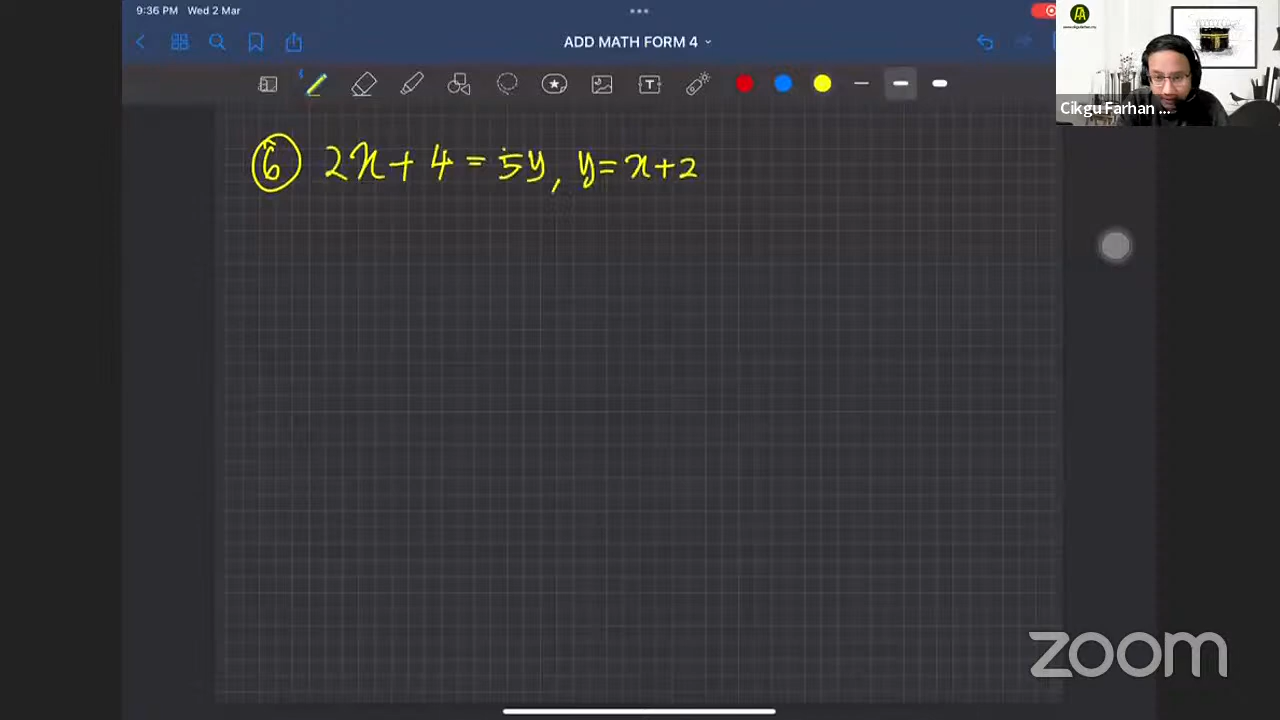 9:36 PM Wed 2 Mar
ADD MATH FORM 4
T
Cikgu Farhan ...
⑥ 2x + 4 = 5y, y = x + 2
zoom